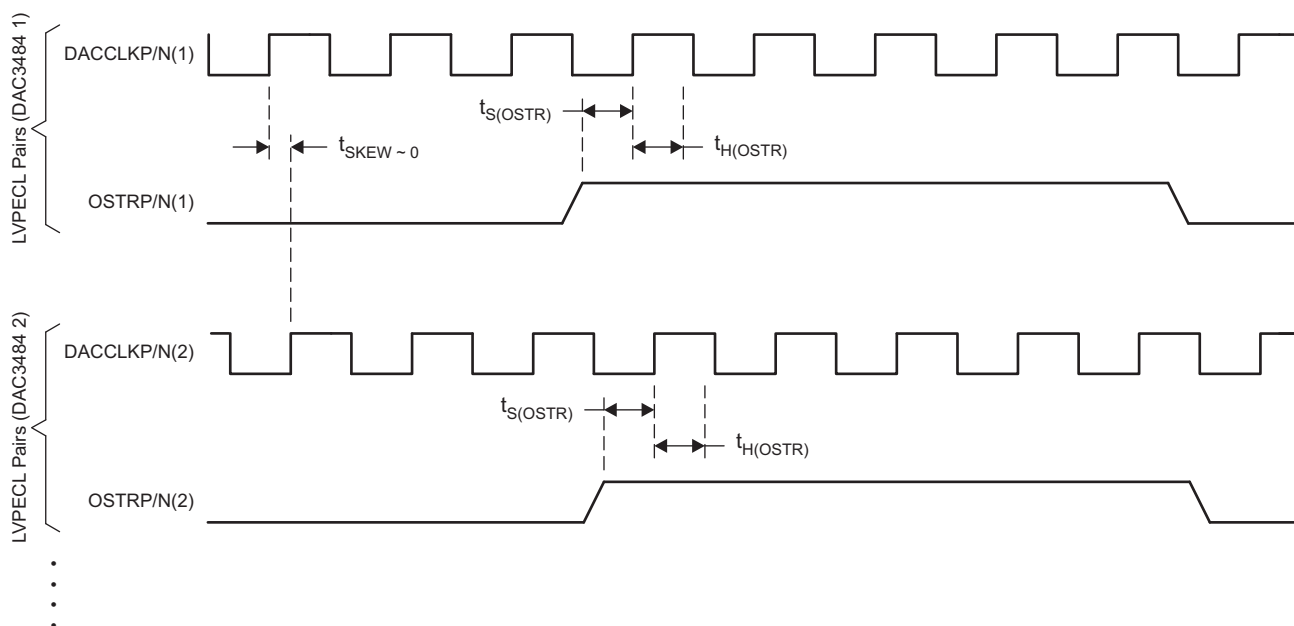 LVPECL Pairs (DAC3484 1)
DACCLKP/N(1)
tS(OSTR)
tH(OSTR)
tSKEW ~ 0
OSTRP/N(1)
LVPECL Pairs (DAC3484 2)
DACCLKP/N(2)
tS(OSTR)
tH(OSTR)
OSTRP/N(2)